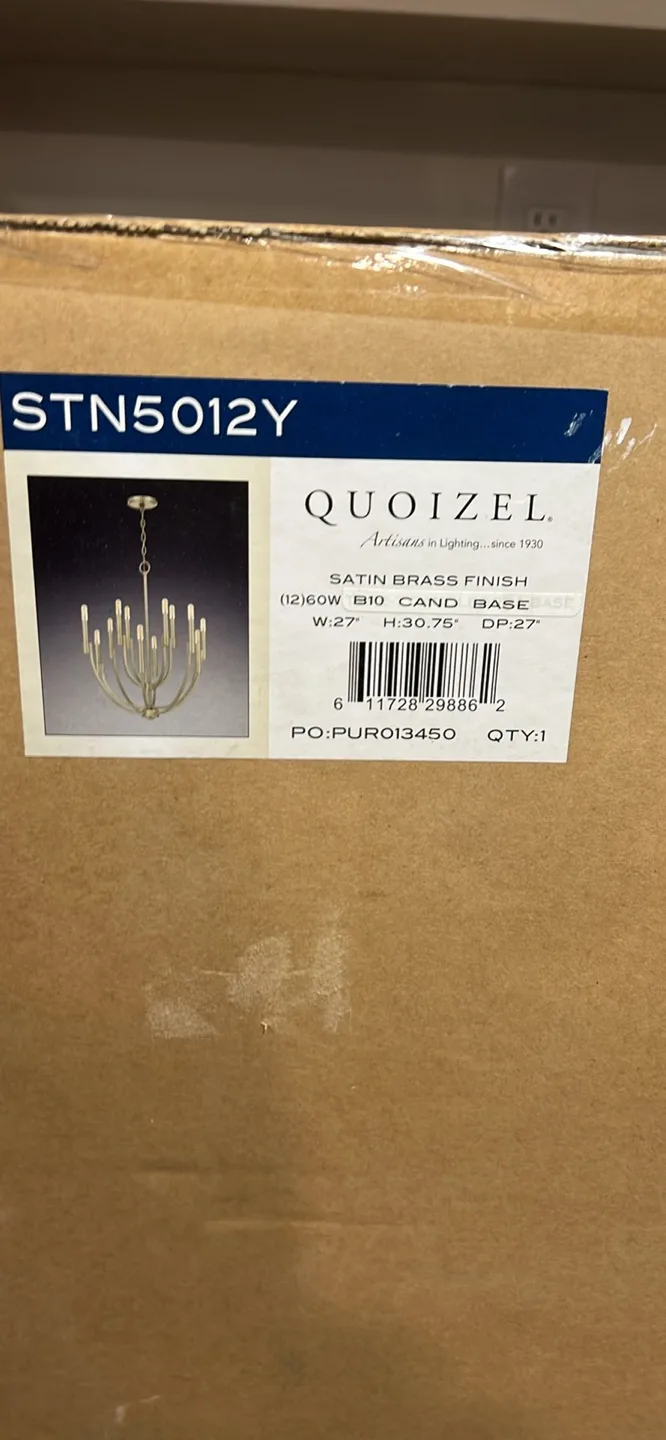 STN5012Y
QUOIZEL®
Artisans in Lighting...since 1930
SATIN BRASS FINISH
(12)60W B10 CAND BASE BASE
W:27" H:30.75" DP:27"
6 11728 29886 2
PO:PUR013450 QTY:1